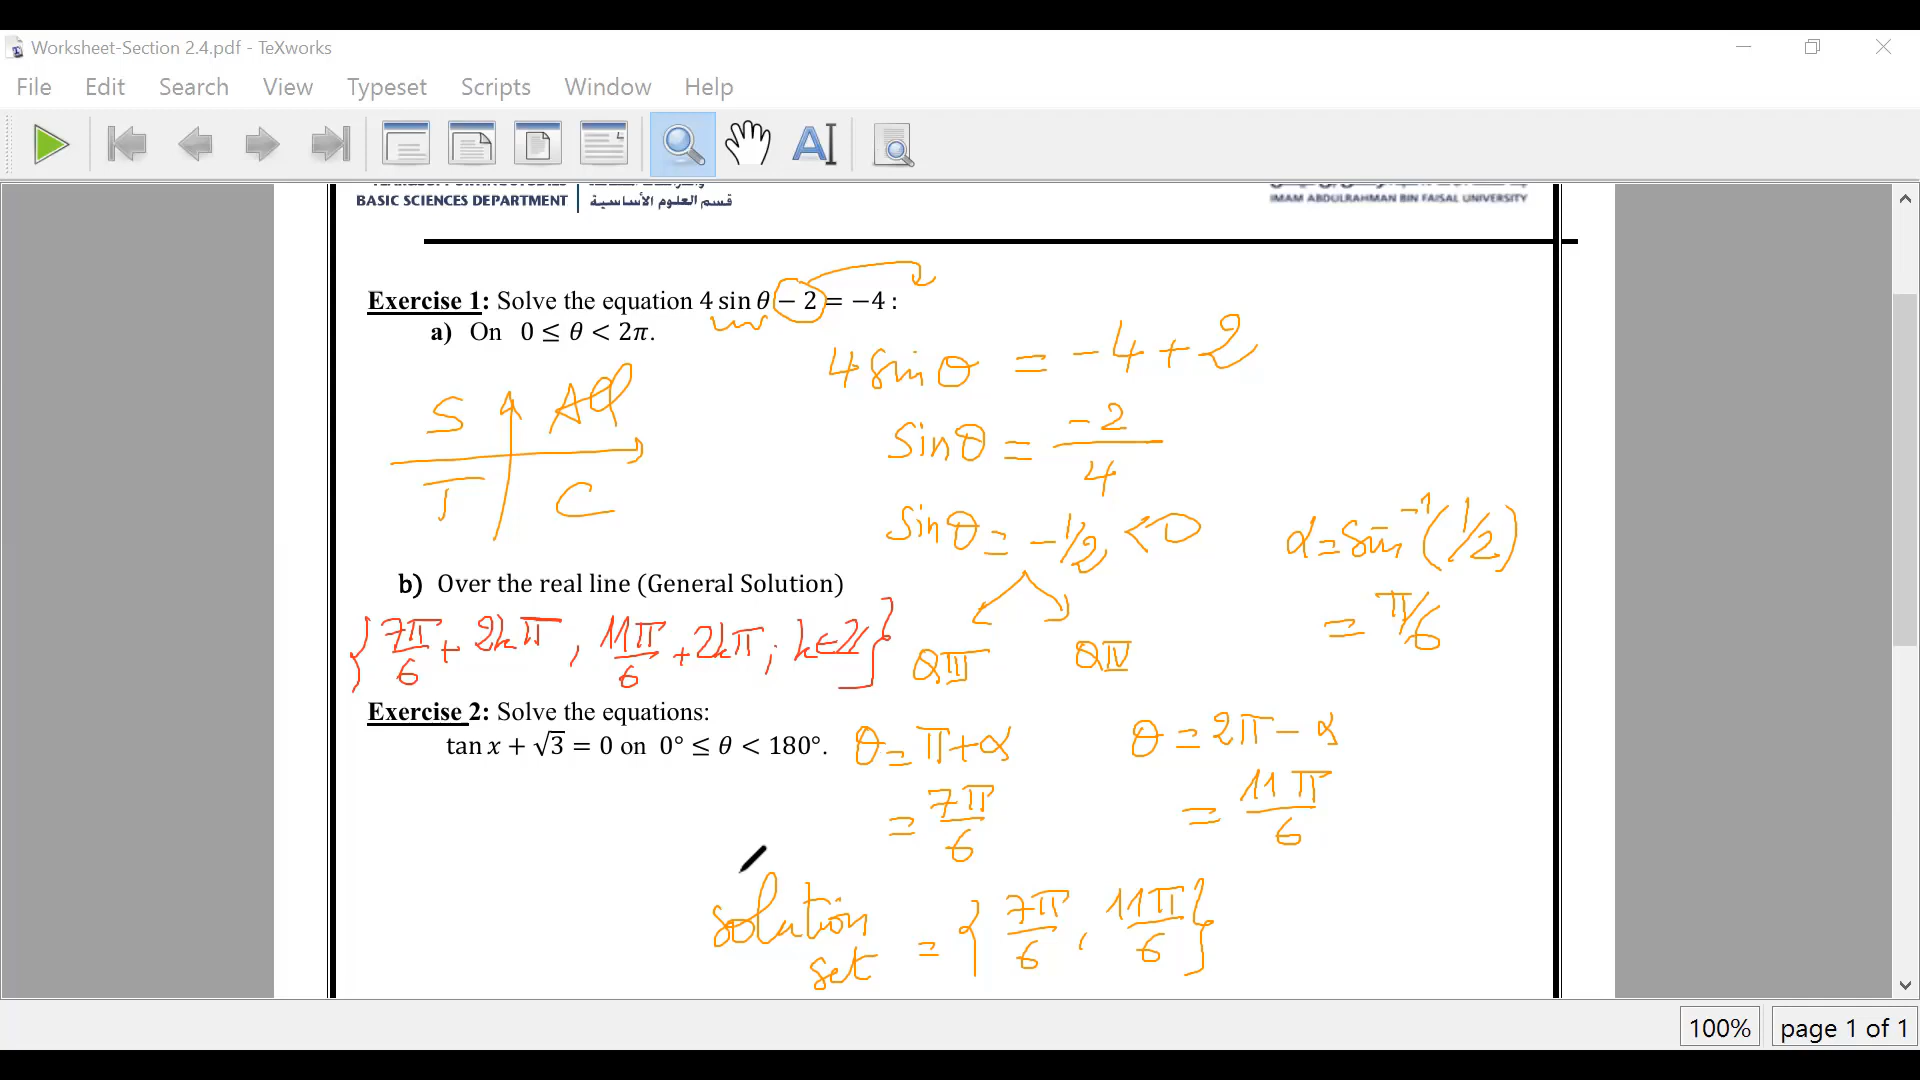 Worksheet-Section 2.4.pdf - TeXworks
File Edit Search View Typeset Scripts Window Help
BASIC SCIENCES DEPARTMENT
قسم العلوم الأساسية
IMAM ABDULRAHMAN BIN FAISAL UNIVERSITY
Exercise 1: Solve the equation 4 sin θ − 2 = −4 :
a) On 0 ≤ θ < 2π.
4 sin θ = −4 + 2
S All
T C
sin θ = −2/4
sin θ = −1/2 < 0
α = sin⁻¹(1/2)
= π/6
QIII QIV
b) Over the real line (General Solution)
{7π/6 + 2kπ, 11π/6 + 2kπ; k∈Z}
Exercise 2: Solve the equations:
tan x + √3 = 0 on 0° ≤ θ < 180°.
θ = π + α
= 7π/6
θ = 2π − α
= 11π/6
solution set = {7π/6, 11π/6}
100% page 1 of 1